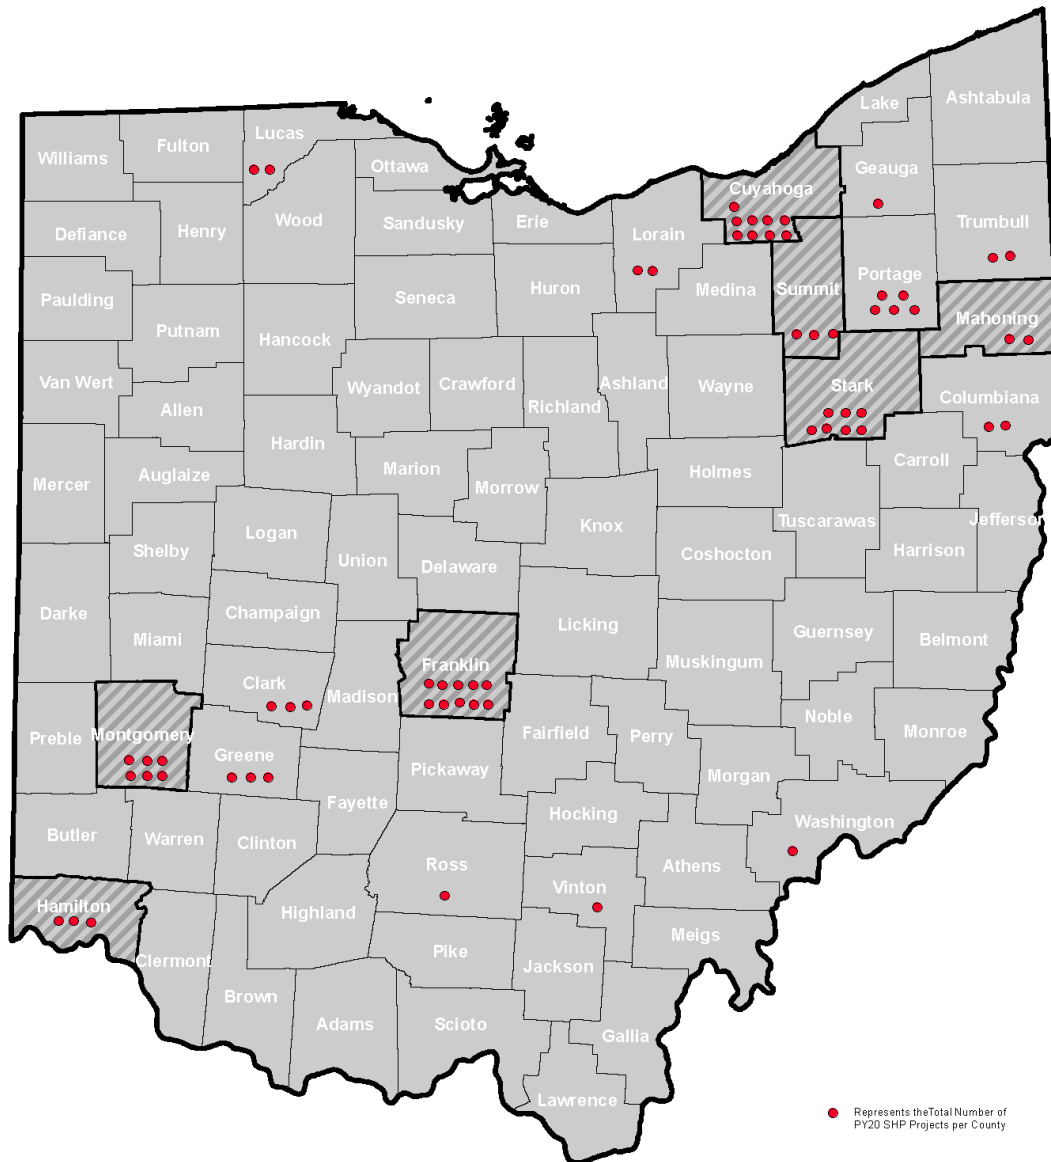 Ashtabula
Lake
Lucas
Fulton
Williams
Ottawa
Geauga
Cuyahoga
Wood
Sandusky
Erie
Trumbull
Henry
Defiance
Lorain
Portage
Summit
Medina
Huron
Seneca
Paulding
Mahoning
Putnam
Hancock
Van Wert
Wyandot
Crawford
Ashland
Wayne
Stark
Columbiana
Richland
Allen
Hardin
Carroll
Marion
Holmes
Auglaize
Mercer
Morrow
Jefferson
Tuscarawas
Knox
Logan
Shelby
Harrison
Coshocton
Union
Delaware
Darke
Champaign
Licking
Guernsey
Belmont
Miami
Muskingum
Franklin
Clark
Madison
Noble
Monroe
Fairfield
Perry
Montgomery
Preble
Greene
Pickaway
Morgan
Fayette
Hocking
Washington
Butler
Warren
Clinton
Ross
Athens
Vinton
Hamilton
Highland
Meigs
Pike
Clermont
Jackson
Brown
Adams
Scioto
Gallia
Lawrence
Represents theTotal Number of
PY20 SHP Projects per County